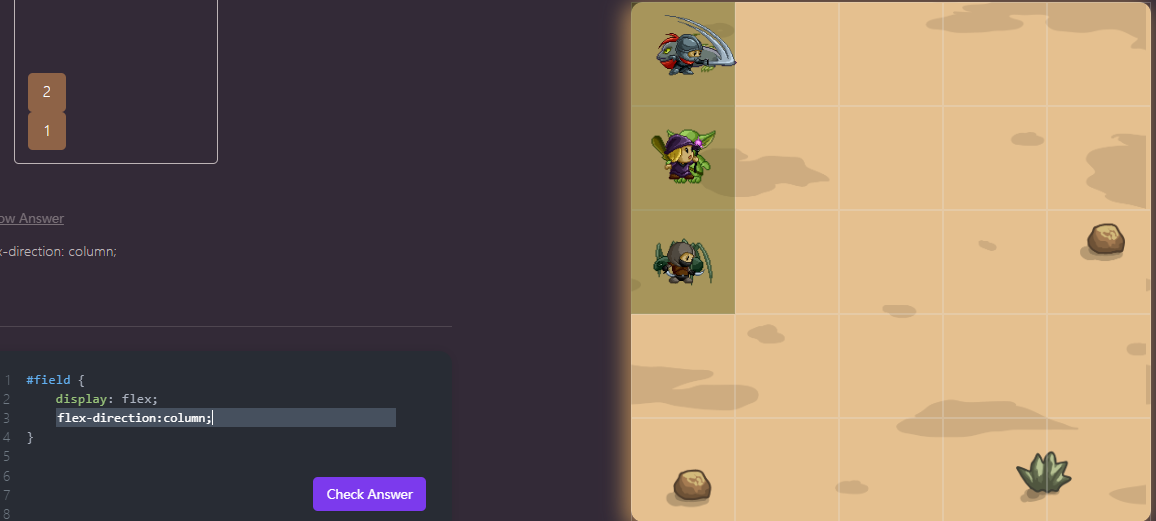 2
1
ow Answer
x-direction: column;
1 #field {
2 display: flex;
3 flex-direction:column;
4 }
5
6
7
8
Check Answer